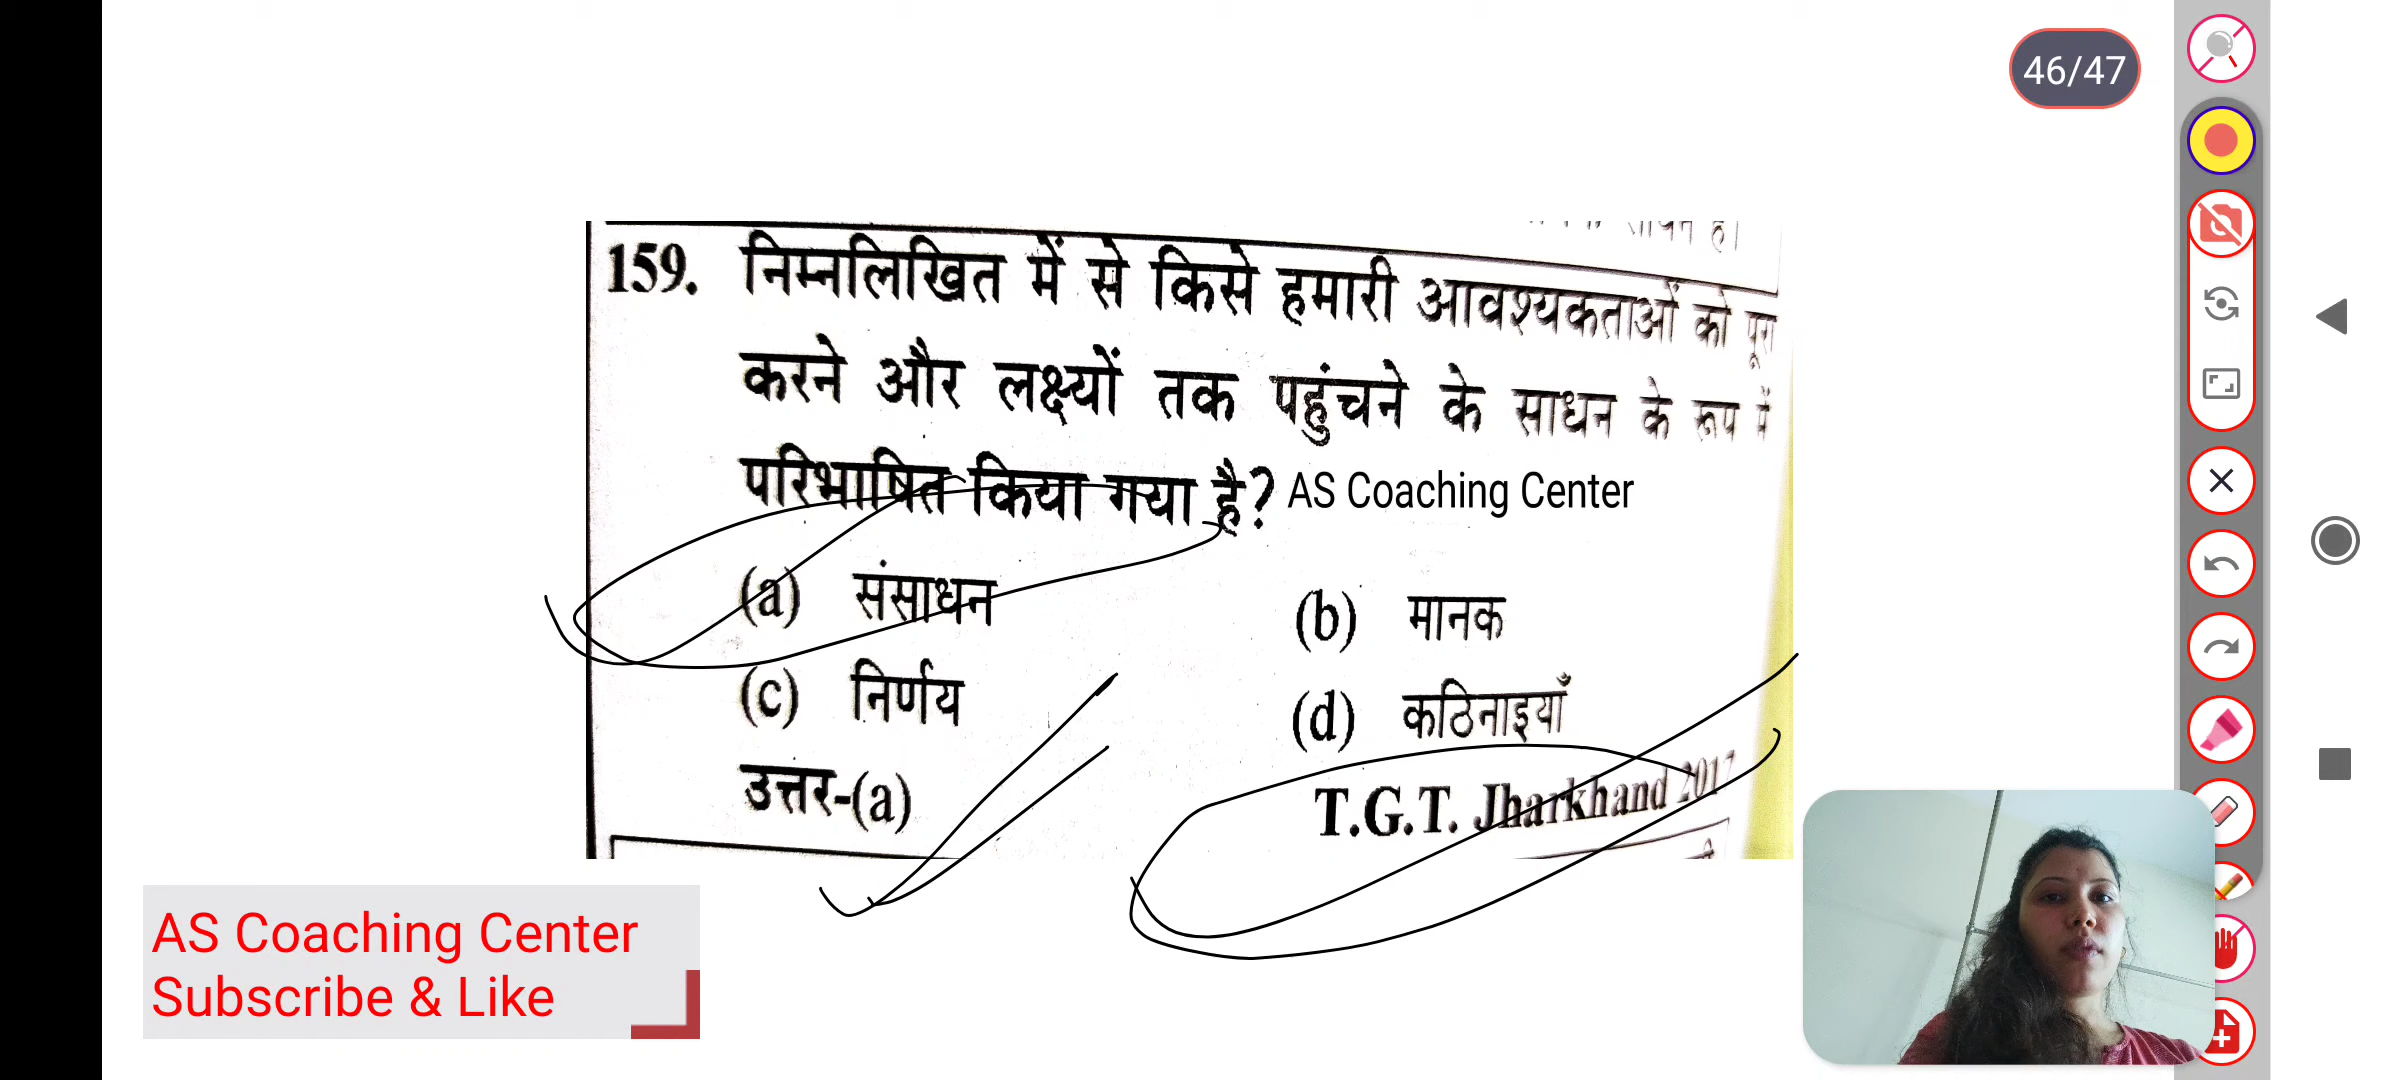 46/47
159. निम्नलिखित में से किसे हमारी आवश्यकताओं को पूरा
करने और लक्ष्यों तक पहुंचने के साधन के रूप में
परिभाषित किया गया है? AS Coaching Center
(a) संसाधन (b) मानक
(c) निर्णय (d) कठिनाइयाँ
उत्तर-(a) T.G.T. Jharkhand 2017
AS Coaching Center
Subscribe & Like